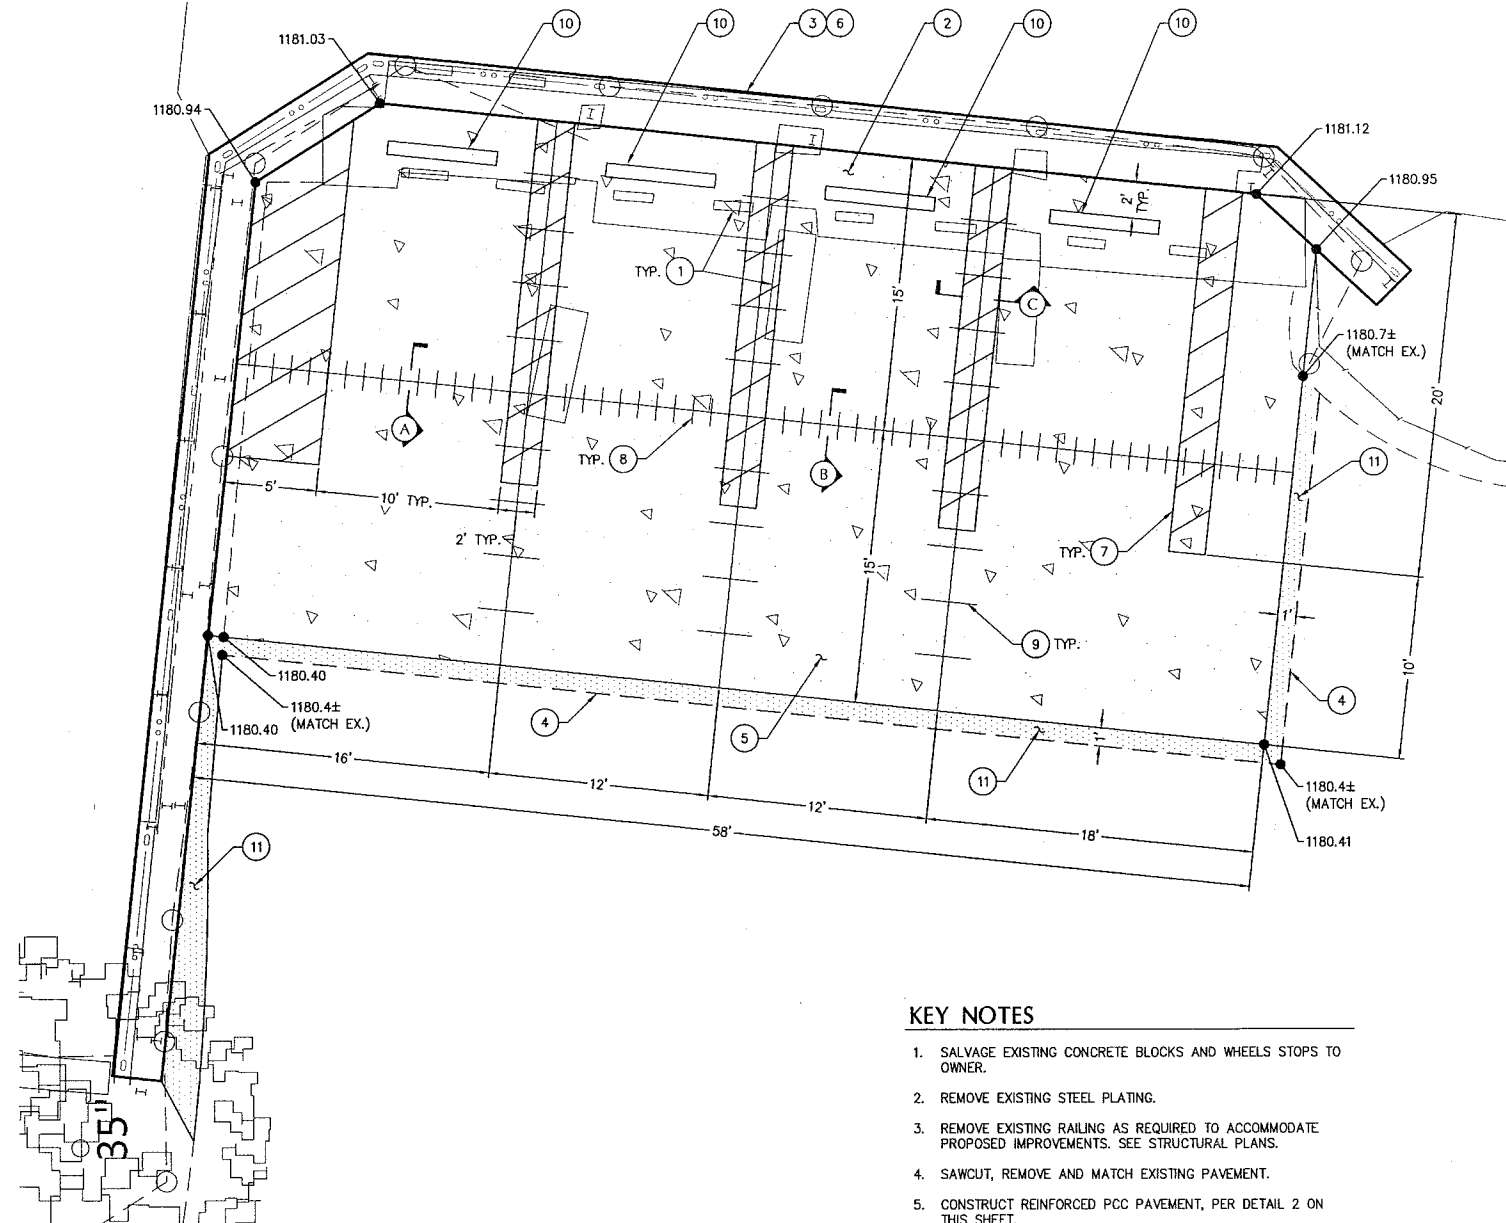 10
10
3 6
2
10
10
1181.03
1180.94
1181.12
1180.95
2' TYP.
TYP. 1
15'
C
1180.7±
(MATCH EX.)
20'
A
TYP. 8
B
11
5'
10' TYP.
2' TYP.
15'
TYP. 7
1'
9 TYP.
10'
1180.40
1180.4±
(MATCH EX.)
1180.40
4
5
4
1'
11
16'
12'
12'
18'
58'
1180.4±
(MATCH EX.)
1180.41
11
35"
KEY NOTES
1. SALVAGE EXISTING CONCRETE BLOCKS AND WHEELS STOPS TO
OWNER.
2. REMOVE EXISTING STEEL PLATING.
3. REMOVE EXISTING RAILING AS REQUIRED TO ACCOMMODATE
PROPOSED IMPROVEMENTS. SEE STRUCTURAL PLANS.
4. SAWCUT, REMOVE AND MATCH EXISTING PAVEMENT.
5. CONSTRUCT REINFORCED PCC PAVEMENT, PER DETAIL 2 ON
THIS SHEET.